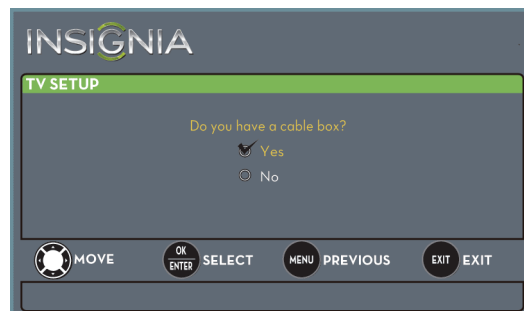 INSIGNIA
TV SETUP
Do you have a cable box?
Yes
No
MOVE OK ENTER SELECT MENU PREVIOUS EXIT EXIT